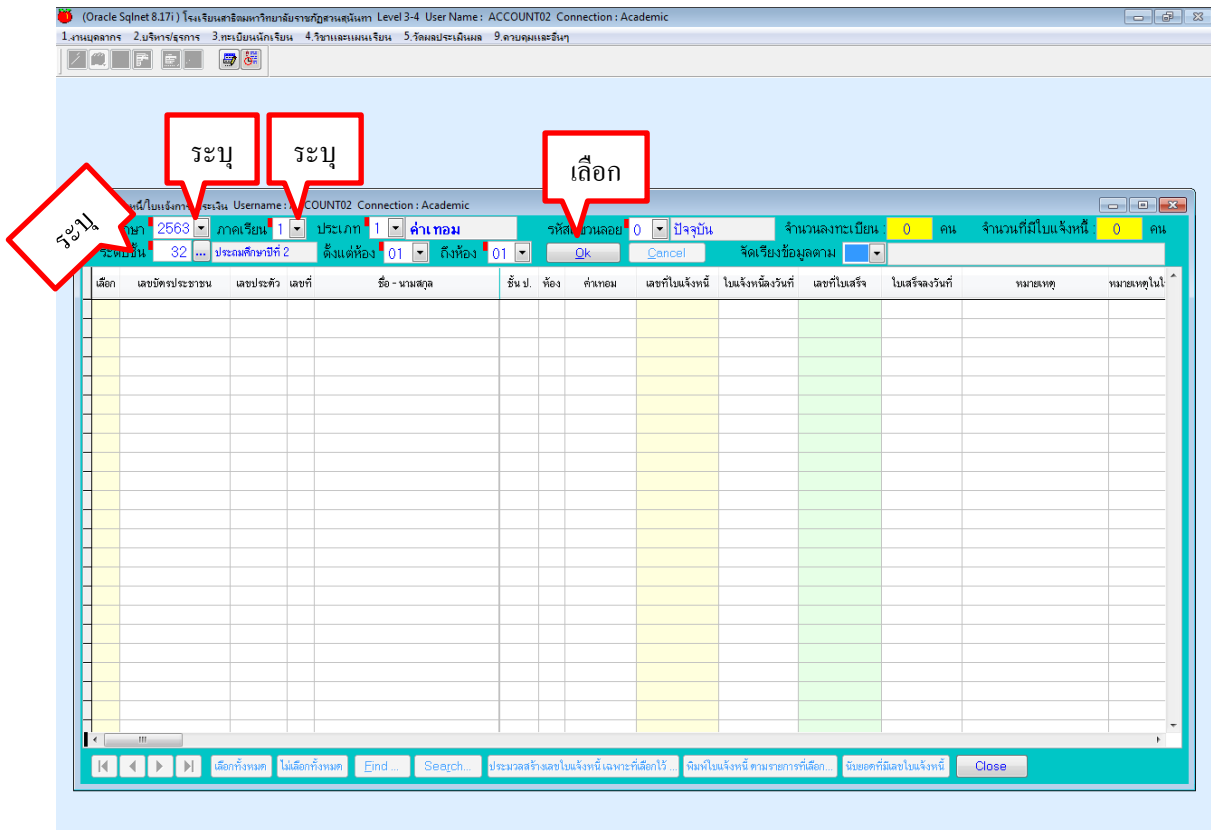 (Oracle Sqlnet 8.17i ) โรงเรียนสาธิตมหาวิทยาลัยราชภัฏสวนสุนันทา Level 3-4 User Name : ACCOUNT02 Connection : Academic
1.งานบุคลากร 2.บริหาร/ธุรการ 3.ทะเบียนนักเรียน 4.วิชาและแผนเรียน 5.วัดผลประเมินผล 9.ควบคุมและอื่นๆ
ระบุ ระบุ
เลือก
ระบุ
Username : COUNT02 Connection : Academic
2563 ภาคเรียน 1 ประเภท 1 ค่าเทอม 0 ปัจจุบัน จำนวนลงทะเบียน 0 คน จำนวนที่มีใบแจ้งหนี้ 0 คน
32 ... ประถมศึกษาปีที่ 2 ตั้งแต่ห้อง 01 ถึงห้อง 01 Ok Cancel จัดเรียงข้อมูลตาม
เลือก เลขบัตรประชาชน เลขประจำตัว เลขที่ ชื่อ - นามสกุล ชั้น ป. ห้อง ค่าเทอม เลขที่ใบแจ้งหนี้ ใบแจ้งหนี้ลงวันที่ เลขที่ใบเสร็จ ใบเสร็จลงวันที่ หมายเหตุ
เลือกทั้งหมด ไม่เลือกทั้งหมด Find ... Search... ประมวลสร้างเลขใบแจ้งหนี้ เฉพาะที่เลือกไว้ ... พิมพ์ใบแจ้งหนี้ ตามรายการที่เลือก... นับยอดที่มีเลขใบแจ้งหนี้ Close